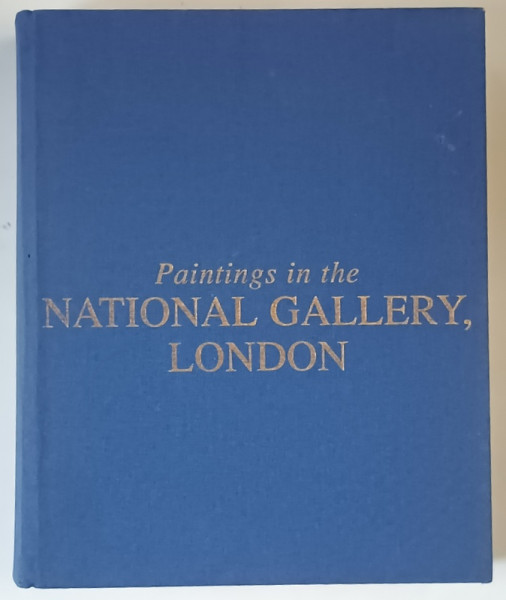 Paintings in the
NATIONAL GALLERY,
LONDON